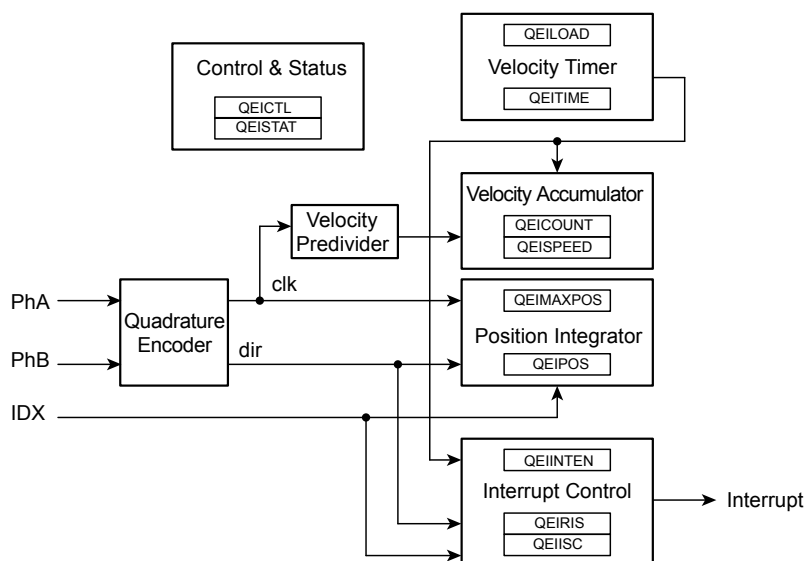 Control & Status
QEICTL
QEISTAT
QEILOAD
Velocity Timer
QEITIME
Velocity Accumulator
QEICOUNT
QEISPEED
Velocity
Predivider
PhA
PhB
IDX
Quadrature
Encoder
clk
dir
QEIMAXPOS
Position Integrator
QEIPOS
QEIINTEN
Interrupt Control
QEIRIS
QEIISC
Interrupt